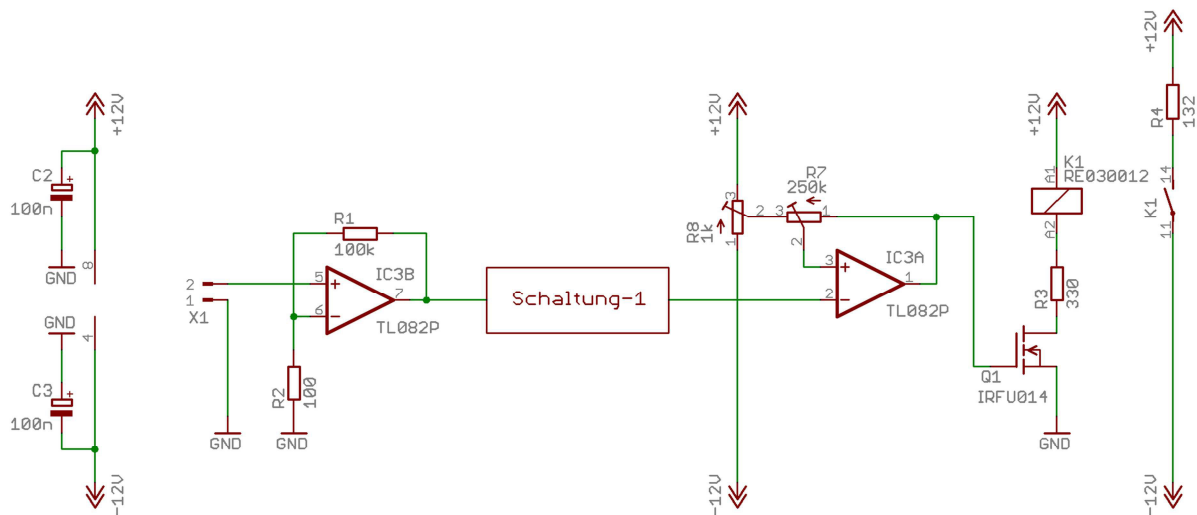 +12V
C2
100n
GND
8
GND
4
C3
100n
-12V
2
1
X1
GND
R1
100k
5
6
7
IC3B
TL082P
R2
100
GND
Schaltung-1
+12V
3
2
1
R8
1k
-12V
R7
250k
3
1
2
3
2
1
IC3A
TL082P
+12V
A1
K1
RE030012
A2
R3
330
Q1
IRFU014
GND
+12V
R4
132
14
K1
11
-12V